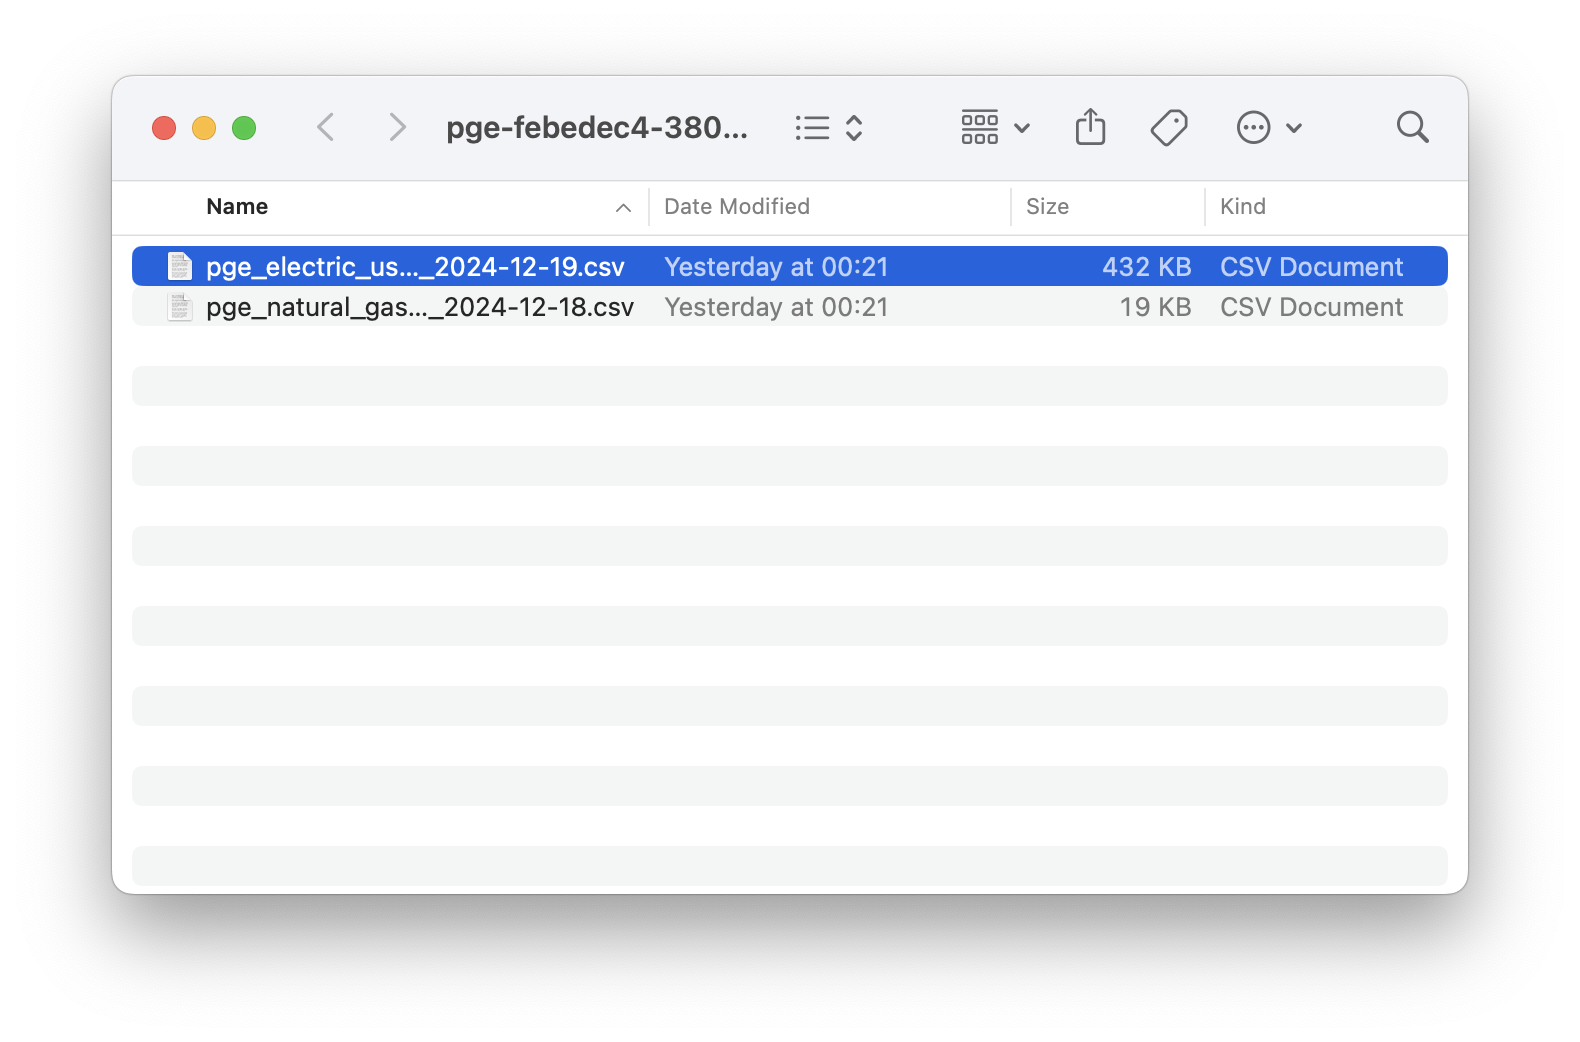 pge-febedec4-380...
Name Date Modified Size Kind
pge_electric_us..._2024-12-19.csv Yesterday at 00:21 432 KB CSV Document
pge_natural_gas..._2024-12-18.csv Yesterday at 00:21 19 KB CSV Document